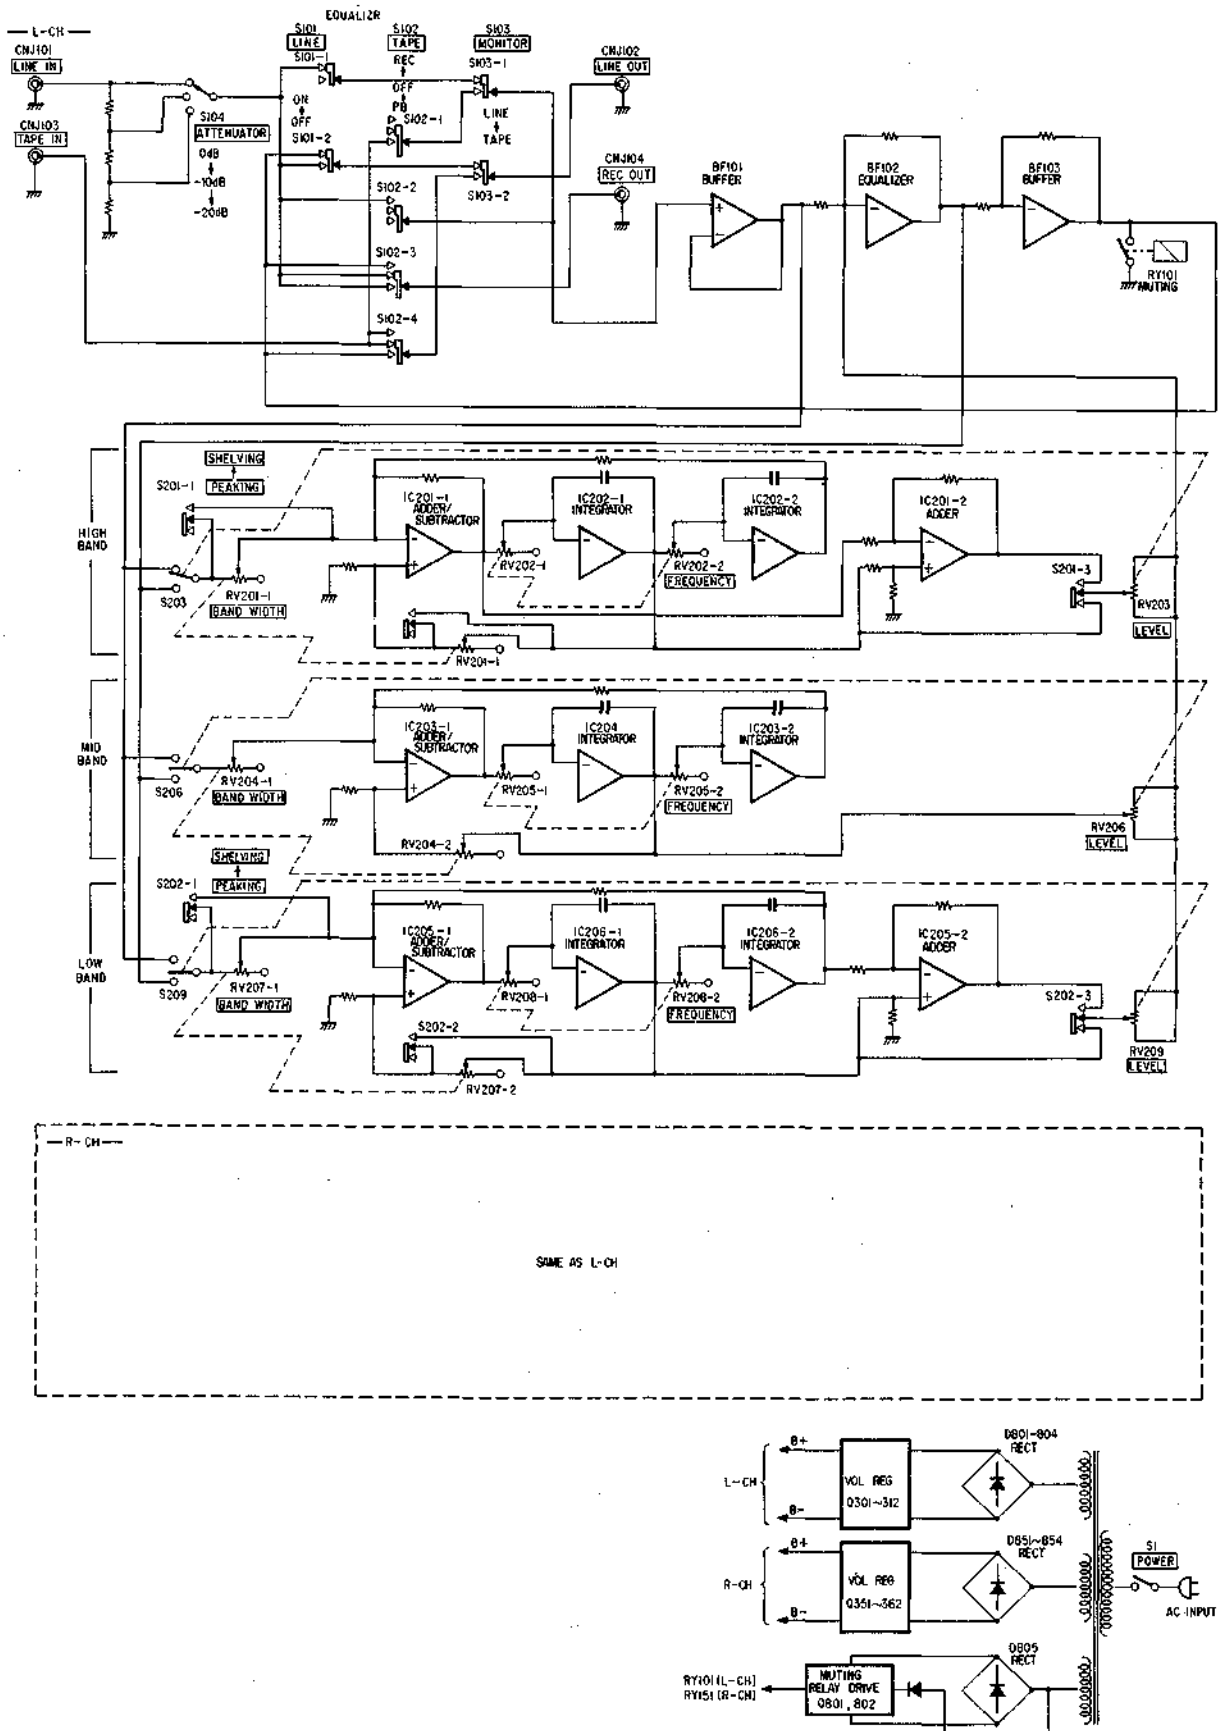 EQUALIZR
— L-CH —
CNJ101
LINE IN
S101
LINE
S101-1
S102
TAPE
REC
OFF
PB
S103
MONITOR
S103-1
CNJ102
LINE OUT
CNJ103
TAPE IN
S104
ATTENUATOR
0dB
-10dB
-20dB
ON
OFF
S101-2
S102-1
LINE
TAPE
S102-2
S103-2
CNJ104
REC OUT
S102-3
S102-4
BF101
BUFFER
BF102
EQUALIZER
BF103
BUFFER
RY101
MUTING
HIGH
BAND
SHELVING
PEAKING
S201-1
S203
RV201-1
BAND WIDTH
IC201-1
ADDER/
SUBTRACTOR
RV202-1
IC202-1
INTEGRATOR
RV202-2
FREQUENCY
IC202-2
INTEGRATOR
IC201-2
ADDER
S201-3
RV203
LEVEL
RV201-1
MID
BAND
S206
RV204-1
BAND WIDTH
IC203-1
ADDER/
SUBTRACTOR
RV205-1
IC204
INTEGRATOR
RV205-2
FREQUENCY
IC203-2
INTEGRATOR
RV206
LEVEL
RV204-2
LOW
BAND
SHELVING
PEAKING
S202-1
S209
RV207-1
BAND WIDTH
IC205-1
ADDER/
SUBTRACTOR
RV208-1
IC206-1
INTEGRATOR
RV208-2
FREQUENCY
IC206-2
INTEGRATOR
IC205-2
ADDER
S202-3
RV209
LEVEL
S202-2
RV207-2
— R-CH —
SAME AS L-CH
L-CH
B+
B-
VOL REG
Q301~312
D801-804
RECT
R-CH
B+
B-
VOL REG
Q351~362
D851~854
RECT
S1
POWER
AC INPUT
RY101 (L-CH)
RY151 (R-CH)
MUTING
RELAY DRIVE
Q801, 802
D805
RECT